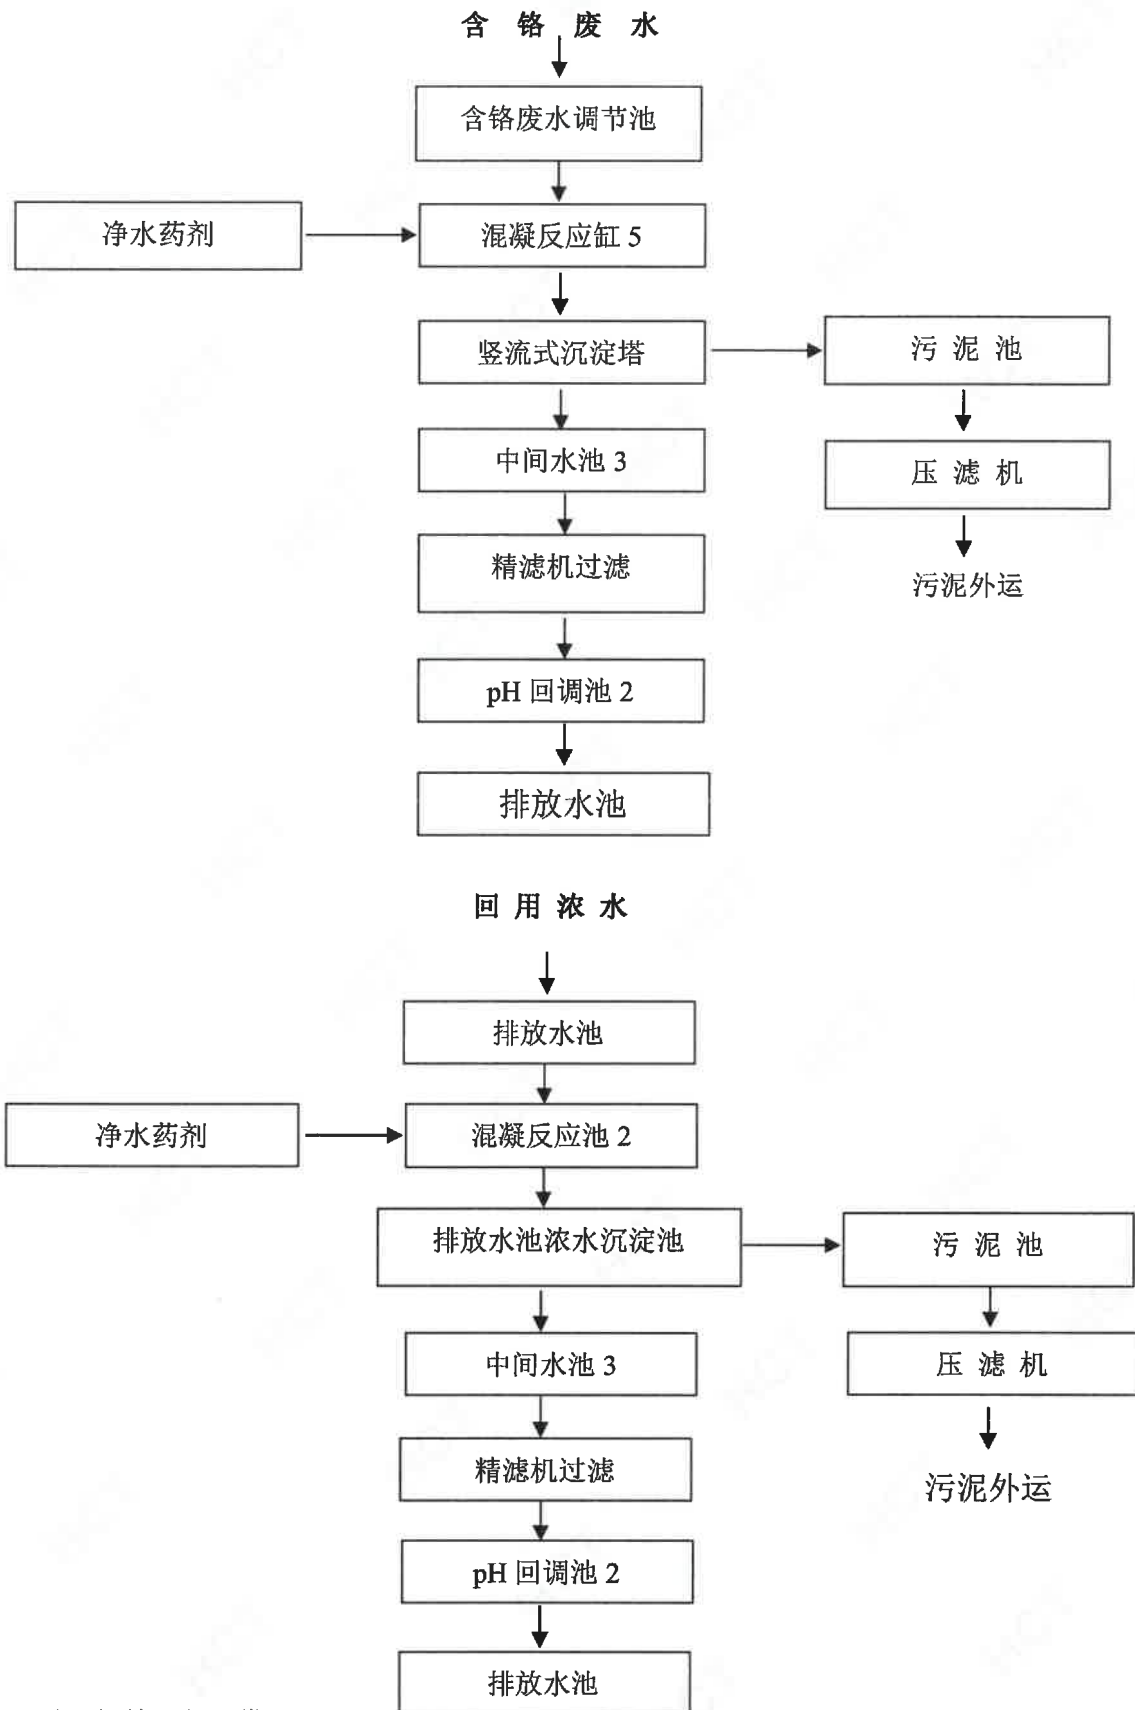 含 铬 废 水
含铬废水调节池
净水药剂
混凝反应缸 5
竖流式沉淀塔
污 泥 池
中间水池 3
压 滤 机
精滤机过滤
污泥外运
pH 回调池 2
排放水池
回 用 浓 水
排放水池
净水药剂
混凝反应池 2
排放水池浓水沉淀池
污 泥 池
中间水池 3
压 滤 机
精滤机过滤
污泥外运
pH 回调池 2
排放水池